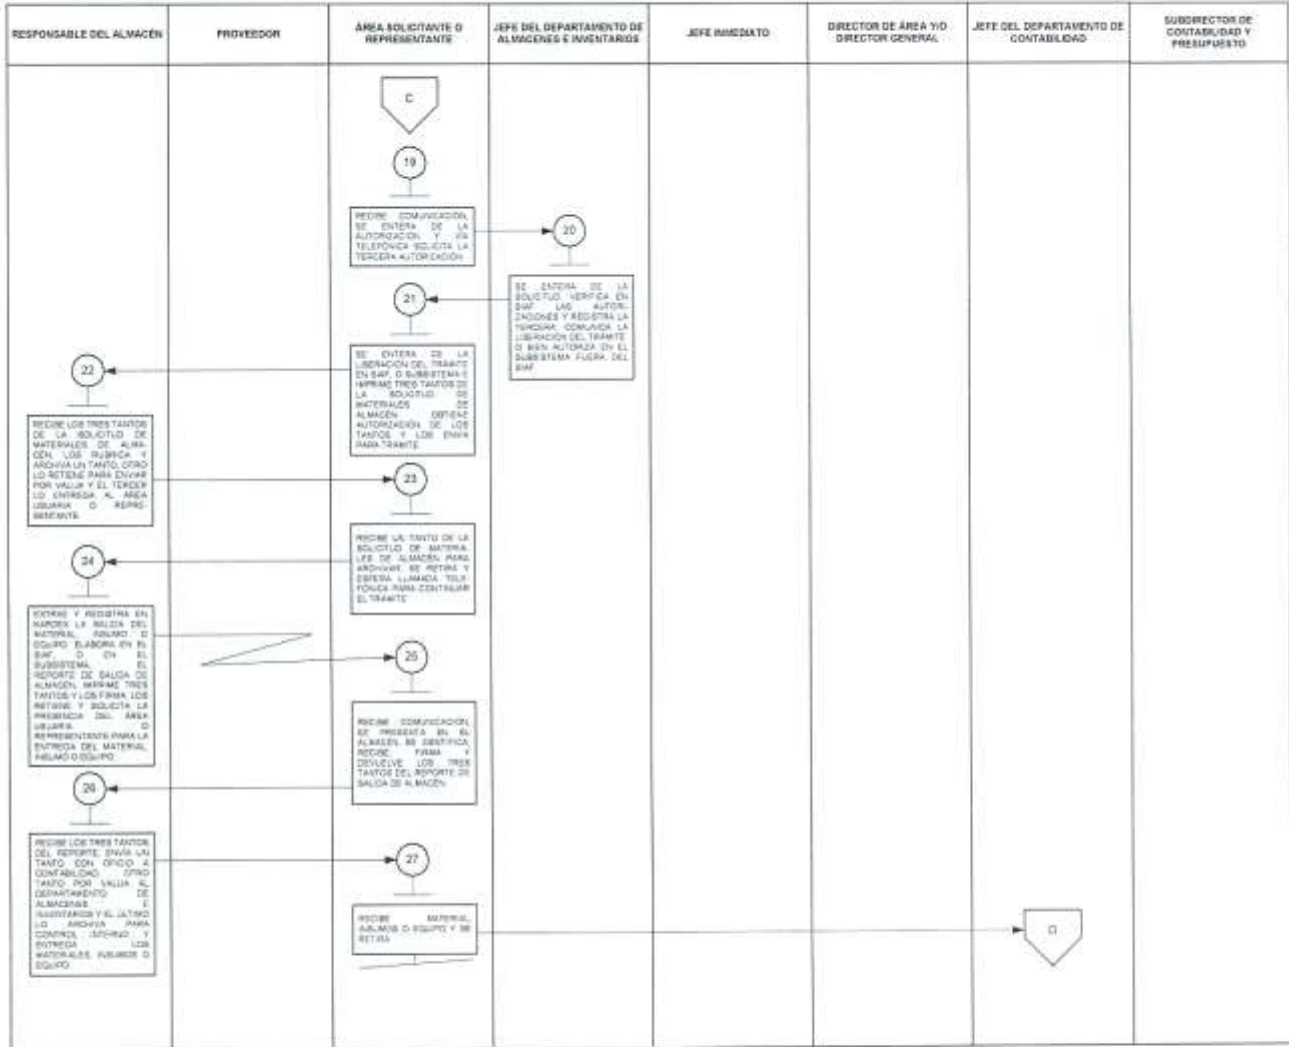 RESPONSABLE DEL ALMACÉN
PROVEEDOR
ÁREA SOLICITANTE O
REPRESENTANTE
JEFE DEL DEPARTAMENTO DE
ALMACENES E INVENTARIOS
JEFE INMEDIATO
DIRECTOR DE ÁREA Y/O
DIRECTOR GENERAL
JEFE DEL DEPARTAMENTO DE
CONTABILIDAD
SUBDIRECTOR DE
CONTABILIDAD Y
PRESUPUESTO
C
19
RECIBE COMUNICACIÓN,
SE ENTERA DE LA
AUTORIZACIÓN Y VÍA
TELEFÓNICA SOLICITA LA
TERCERA AUTORIZACIÓN
20
SE ENTERA DE LA
SOLICITUD, VERIFICA EN
SIAF LAS AUTORI-
ZACIONES Y REGISTRA LA
TERCERA. COMUNICA LA
LIBERACIÓN DEL TRÁMITE
O BIEN AUTORIZA EN EL
SUBSISTEMA FUERA DEL
SIAF
21
SE ENTERA DE LA
LIBERACIÓN DEL TRÁMITE
EN SIAF, O SUBSISTEMA E
IMPRIME TRES TANTOS DE
LA SOLICITUD DE
MATERIALES DE
ALMACÉN OBTIENE
AUTORIZACIÓN DE LOS
TANTOS Y LOS ENVÍA
PARA TRÁMITE
22
RECIBE LOS TRES TANTOS
DE LA SOLICITUD DE
MATERIALES DE ALMA-
CÉN, LOS RUBRICA Y
ARCHIVA UN TANTO, OTRO
LO RETIENE PARA ENVIAR
POR VALIJA Y EL TERCER
LO ENTREGA AL ÁREA
USUARIA O REPRE-
SENTANTE
23
RECIBE UN TANTO DE LA
SOLICITUD DE MATERIA-
LES DE ALMACÉN PARA
ARCHIVAR, SE RETIRA Y
ESPERA LLAMADA TELE-
FÓNICA PARA CONTINUAR
EL TRÁMITE
24
EXTRAE Y REGISTRA EN
KARDEX LA SALIDA DEL
MATERIAL, INSUMO O
EQUIPO. ELABORA EN EL
SIAF, O EN EL
SUBSISTEMA, EL
REPORTE DE SALIDA DE
ALMACÉN, IMPRIME TRES
TANTOS Y LOS FIRMA, LOS
RETIENE Y SOLICITA LA
PRESENCIA DEL ÁREA
USUARIA O
REPRESENTANTE PARA LA
ENTREGA DEL MATERIAL,
INSUMO O EQUIPO
25
RECIBE COMUNICACIÓN,
SE PRESENTA EN EL
ALMACÉN, SE IDENTIFICA,
RECIBE, FIRMA Y
DEVUELVE LOS TRES
TANTOS DEL REPORTE DE
SALIDA DE ALMACÉN
26
RECIBE LOS TRES TANTOS
DEL REPORTE, ENVÍA UN
TANTO CON OFICIO A
CONTABILIDAD, OTRO
TANTO POR VALIJA AL
DEPARTAMENTO DE
ALMACENES E
INVENTARIOS Y EL ÚLTIMO
LO ARCHIVA PARA
CONTROL INTERNO Y
ENTREGA LOS
MATERIALES, INSUMOS O
EQUIPO
27
RECIBE MATERIAL,
INSUMOS O EQUIPO Y SE
RETIRA
D